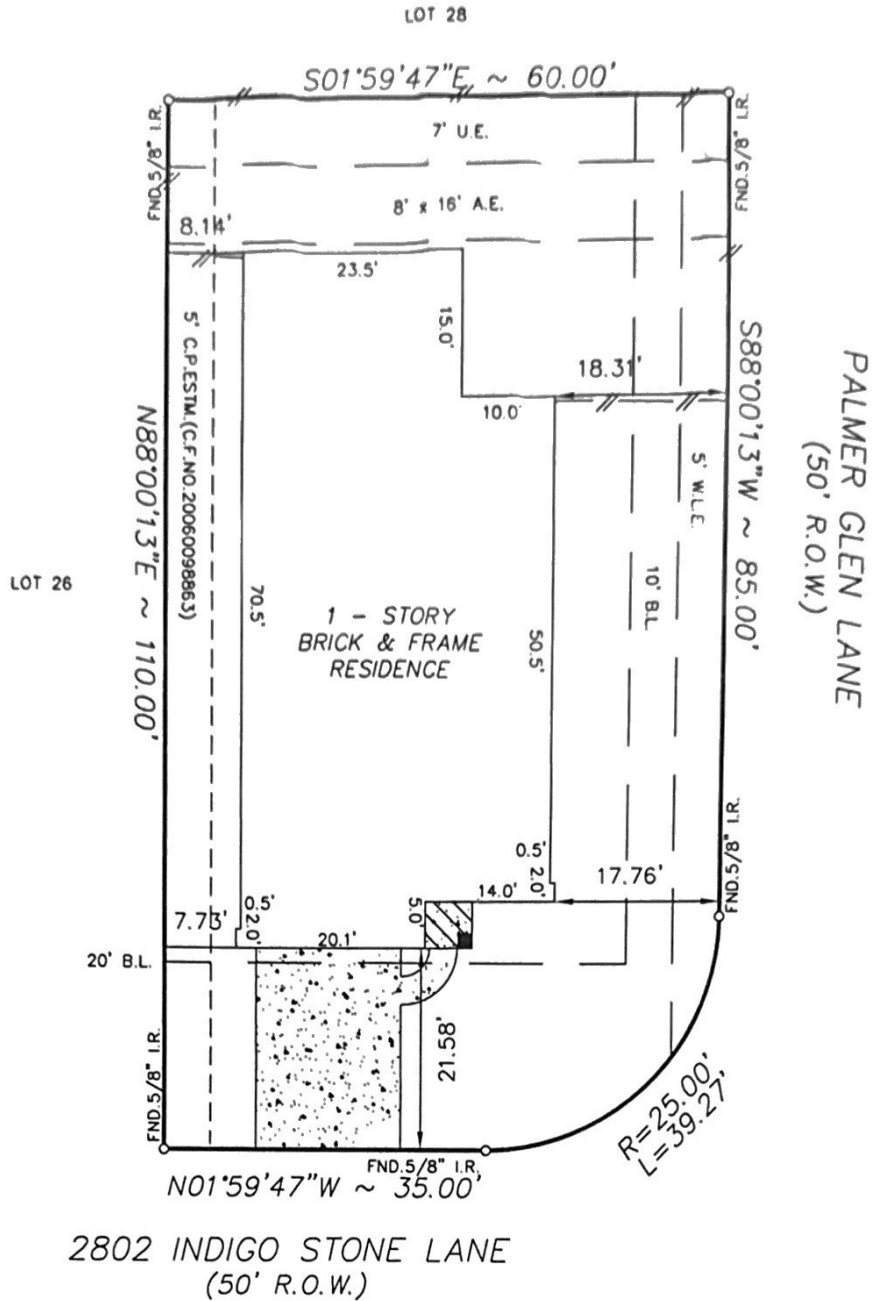 LOT 28
S01°59'47"E ~ 60.00'
FND.5/8" I.R.
FND.5/8" I.R.
7' U.E.
8' x 16' A.E.
8.14'
23.5'
15.0'
18.31'
10.0'
5' C.P.ESTM.(C.F.NO.20060098863)
N88°00'13"E ~ 110.00'
S88°00'13"W ~ 85.00'
PALMER GLEN LANE
(50' R.O.W.)
5' W.L.E.
10' B.L.
LOT 26
70.5'
1 - STORY
BRICK & FRAME
RESIDENCE
50.5'
0.5'
2.0'
14.0'
17.76'
FND.5/8" I.R.
7.73'
0.5'
2.0'
5.0'
20.1'
20' B.L.
21.58'
FND.5/8" I.R.
R=25.00'
L=39.27'
FND.5/8" I.R.
N01°59'47"W ~ 35.00'
2802 INDIGO STONE LANE
(50' R.O.W.)